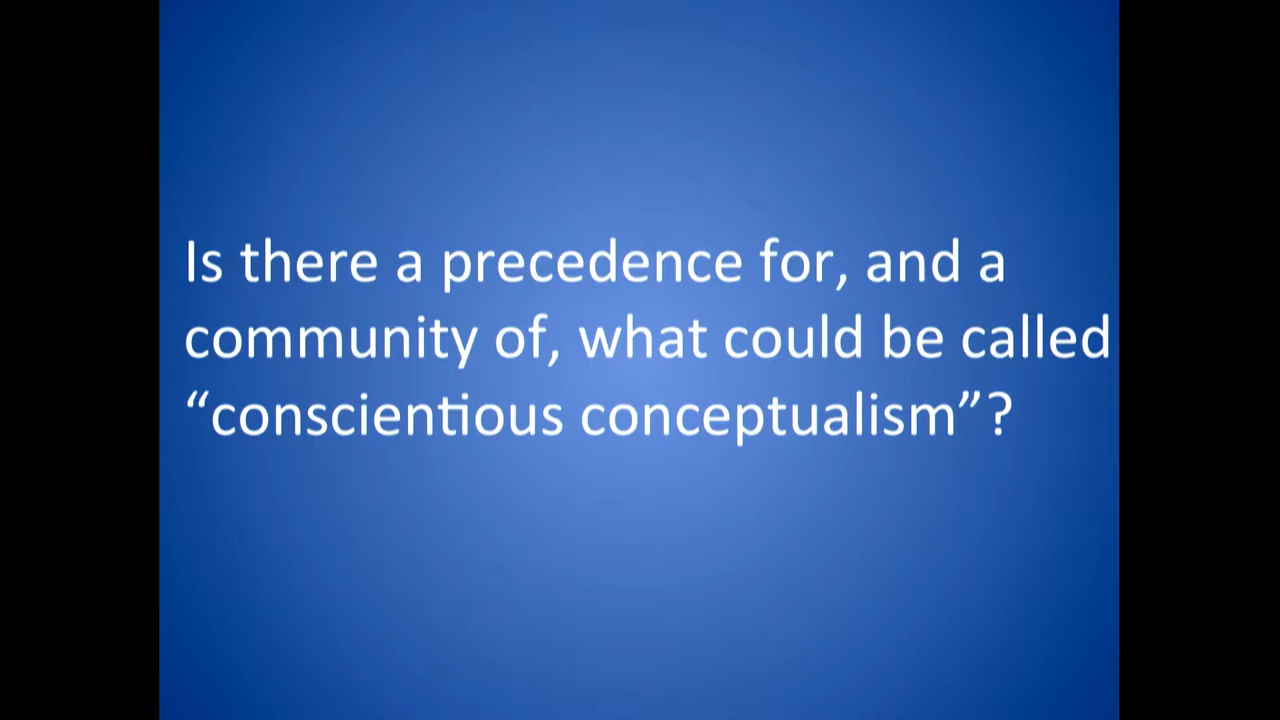 Is there a precedence for, and a
community of, what could be called
“conscientious conceptualism”?